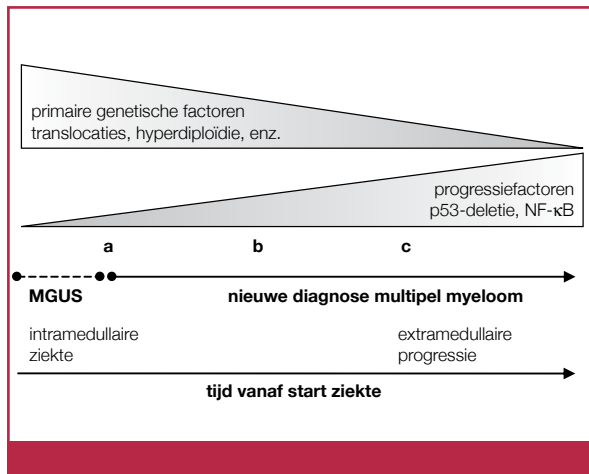 primaire genetische factoren
translocaties, hyperdiploïdie, enz.
progressiefactoren
p53-deletie, NF-κB
a b c
MGUS nieuwe diagnose multipel myeloom
intramedullaire extramedullaire
ziekte progressie
tijd vanaf start ziekte